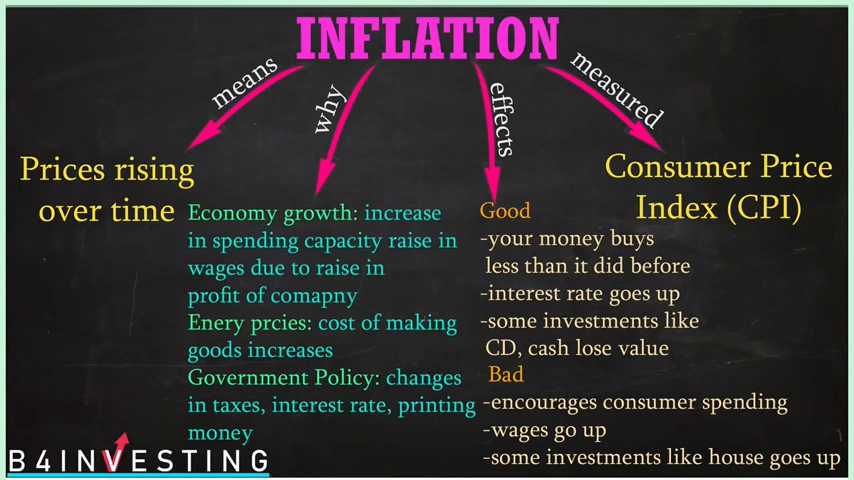 INFLATION
means
why
effects
measured
Prices rising
over time
Economy growth: increase
in spending capacity raise in
wages due to raise in
profit of comapny
Enery prcies: cost of making
goods increases
Government Policy: changes
in taxes, interest rate, printing
money
Good
-your money buys
less than it did before
-interest rate goes up
-some investments like
CD, cash lose value
Bad
-encourages consumer spending
-wages go up
-some investments like house goes up
Consumer Price
Index (CPI)
B4INVESTING